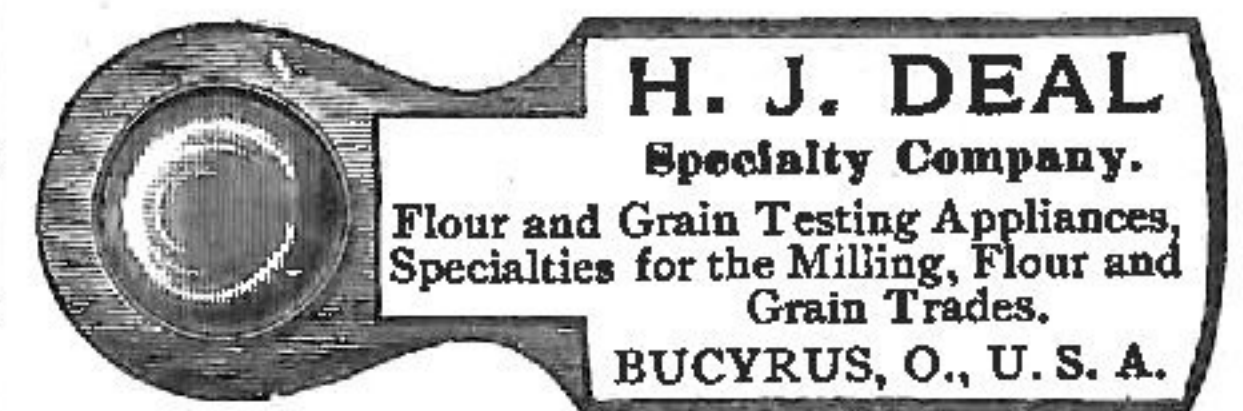 H. J. DEAL
Specialty Company.
Flour and Grain Testing Appliances,
Specialties for the Milling, Flour and
Grain Trades.
BUCYRUS, O., U. S. A.